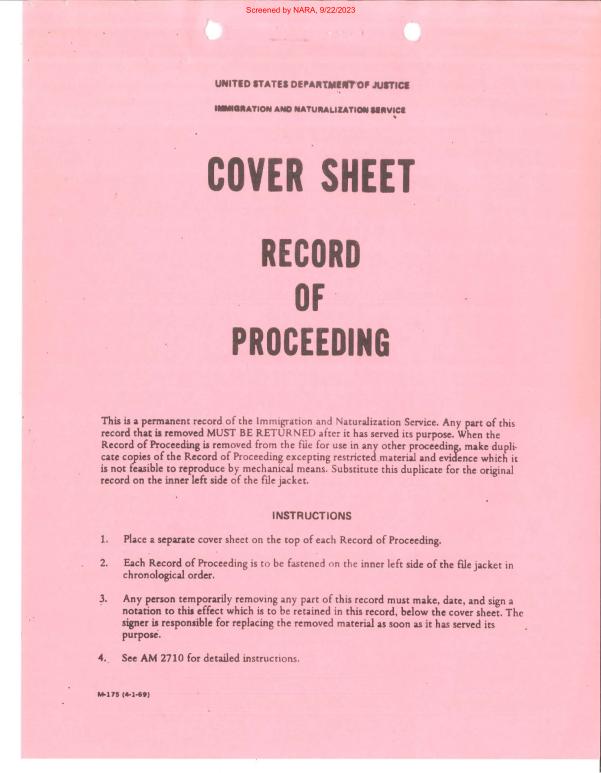 Screened by NARA, 9/22/2023
UNITED STATES DEPARTMENT OF JUSTICE
IMMIGRATION AND NATURALIZATION SERVICE
COVER SHEET
RECORD
OF
PROCEEDING
This is a permanent record of the Immigration and Naturalization Service. Any part of this
record that is removed MUST BE RETURNED after it has served its purpose. When the
Record of Proceeding is removed from the file for use in any other proceeding, make dupli-
cate copies of the Record of Proceeding excepting restricted material and evidence which it
is not feasible to reproduce by mechanical means. Substitute this duplicate for the original
record on the inner left side of the file jacket.
INSTRUCTIONS
1. Place a separate cover sheet on the top of each Record of Proceeding.
2. Each Record of Proceeding is to be fastened on the inner left side of the file jacket in
chronological order.
3. Any person temporarily removing any part of this record must make, date, and sign a
notation to this effect which is to be retained in this record, below the cover sheet. The
signer is responsible for replacing the removed material as soon as it has served its
purpose.
4. See AM 2710 for detailed instructions.
M-175 (4-1-69)